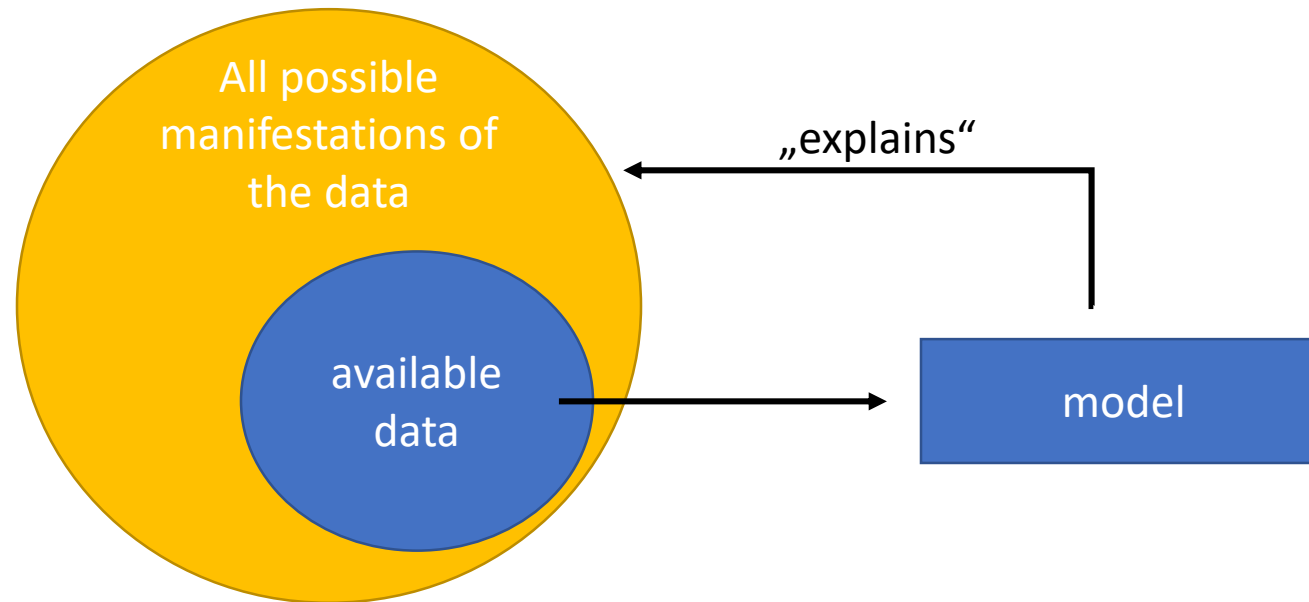 All possible
manifestations of
the data
„explains“
available
data
model